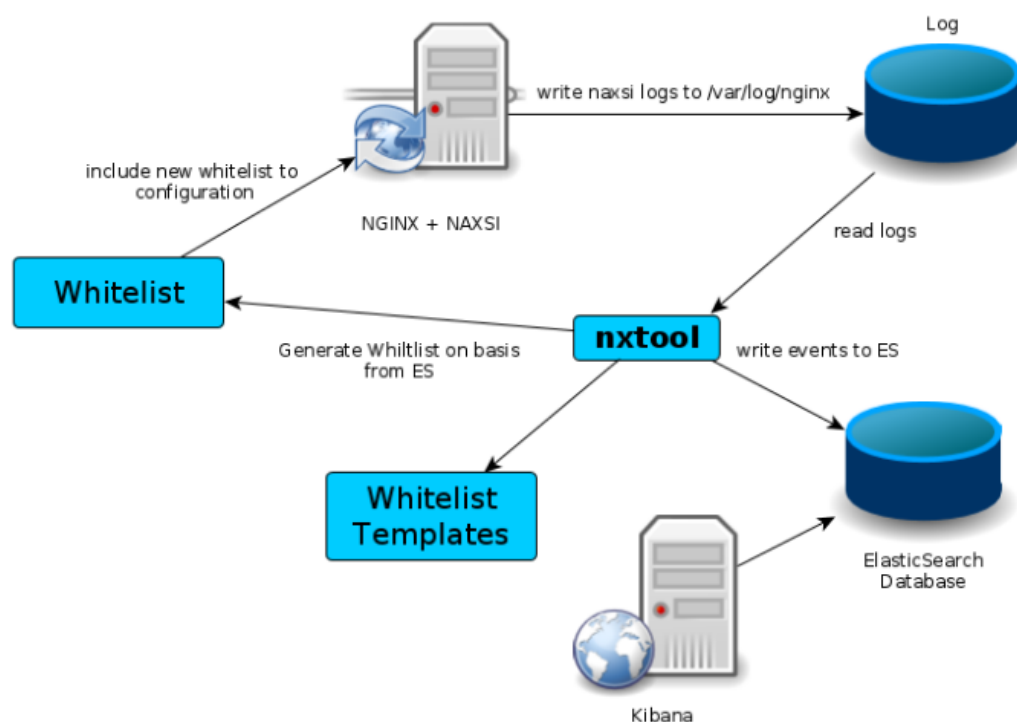 Log
write naxsi logs to /var/log/nginx
include new whitelist to
configuration
NGINX + NAXSI
read logs
Whitelist
nxtool
Generate Whiltlist on basis
from ES
write events to ES
Whitelist
Templates
ElasticSearch
Database
Kibana